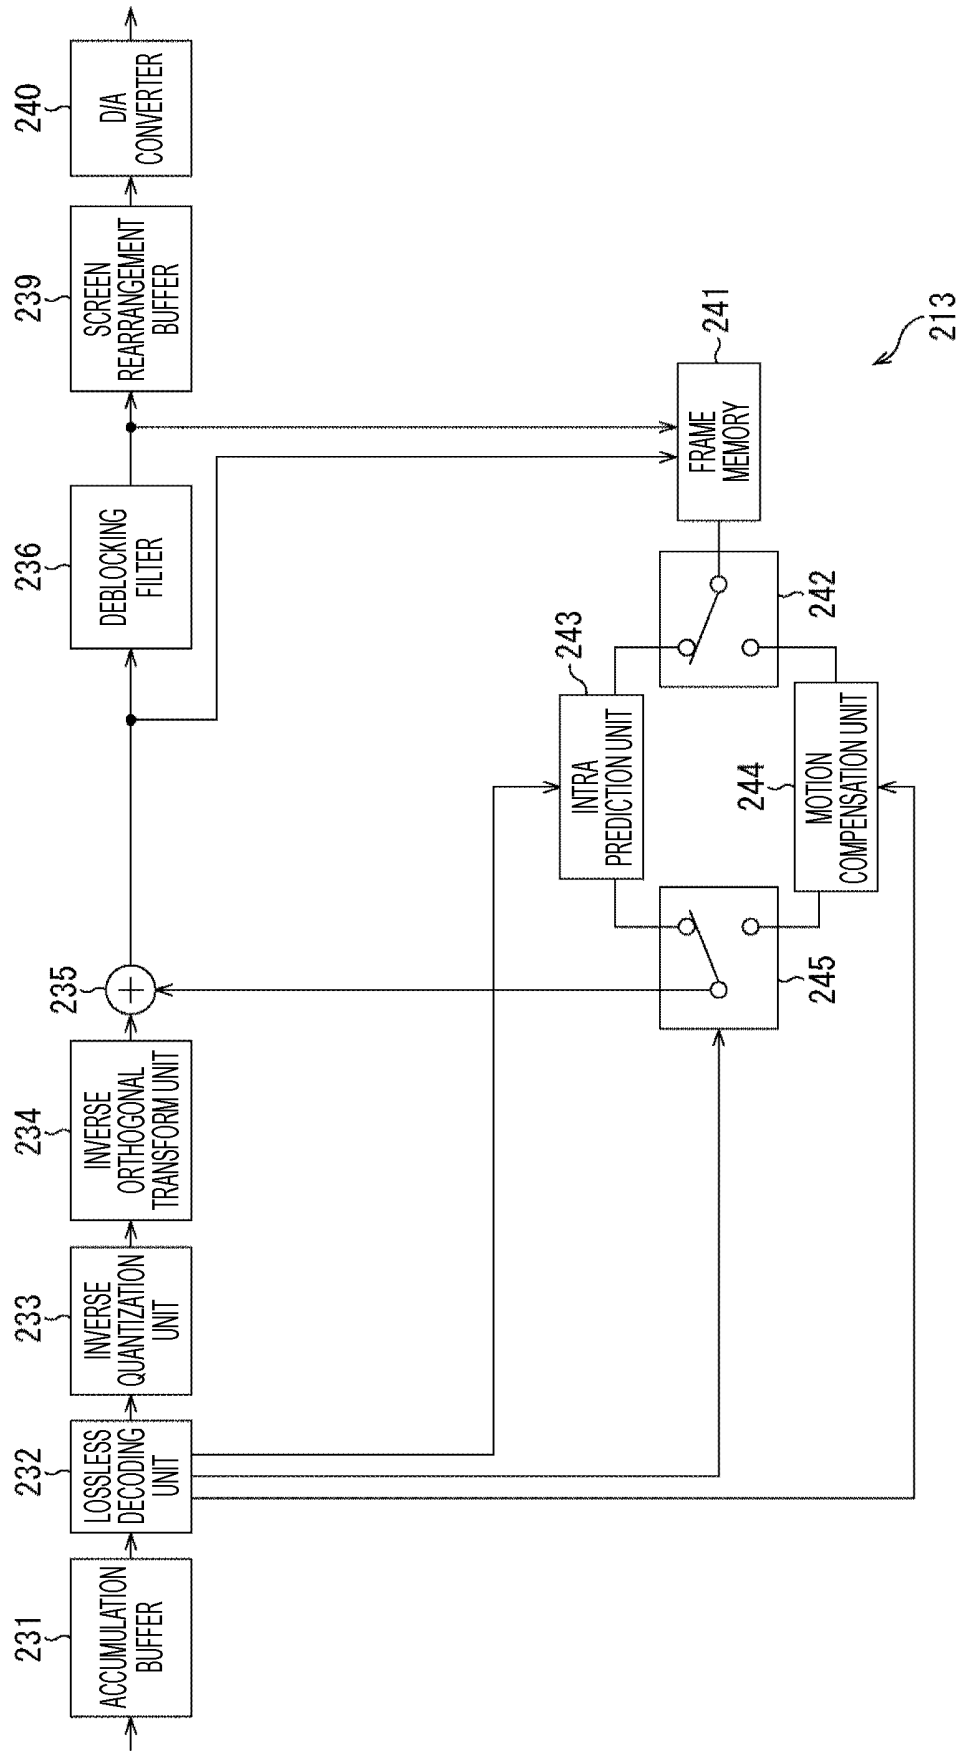 231
ACCUMULATION
BUFFER
232
LOSSLESS
DECODING
UNIT
233
INVERSE
QUANTIZATION
UNIT
234
INVERSE
ORTHOGONAL
TRANSFORM UNIT
235
+
236
DEBLOCKING
FILTER
239
SCREEN
REARRANGEMENT
BUFFER
240
D/A
CONVERTER
243
INTRA
PREDICTION UNIT
241
FRAME
MEMORY
245
244
MOTION
COMPENSATION UNIT
242
213